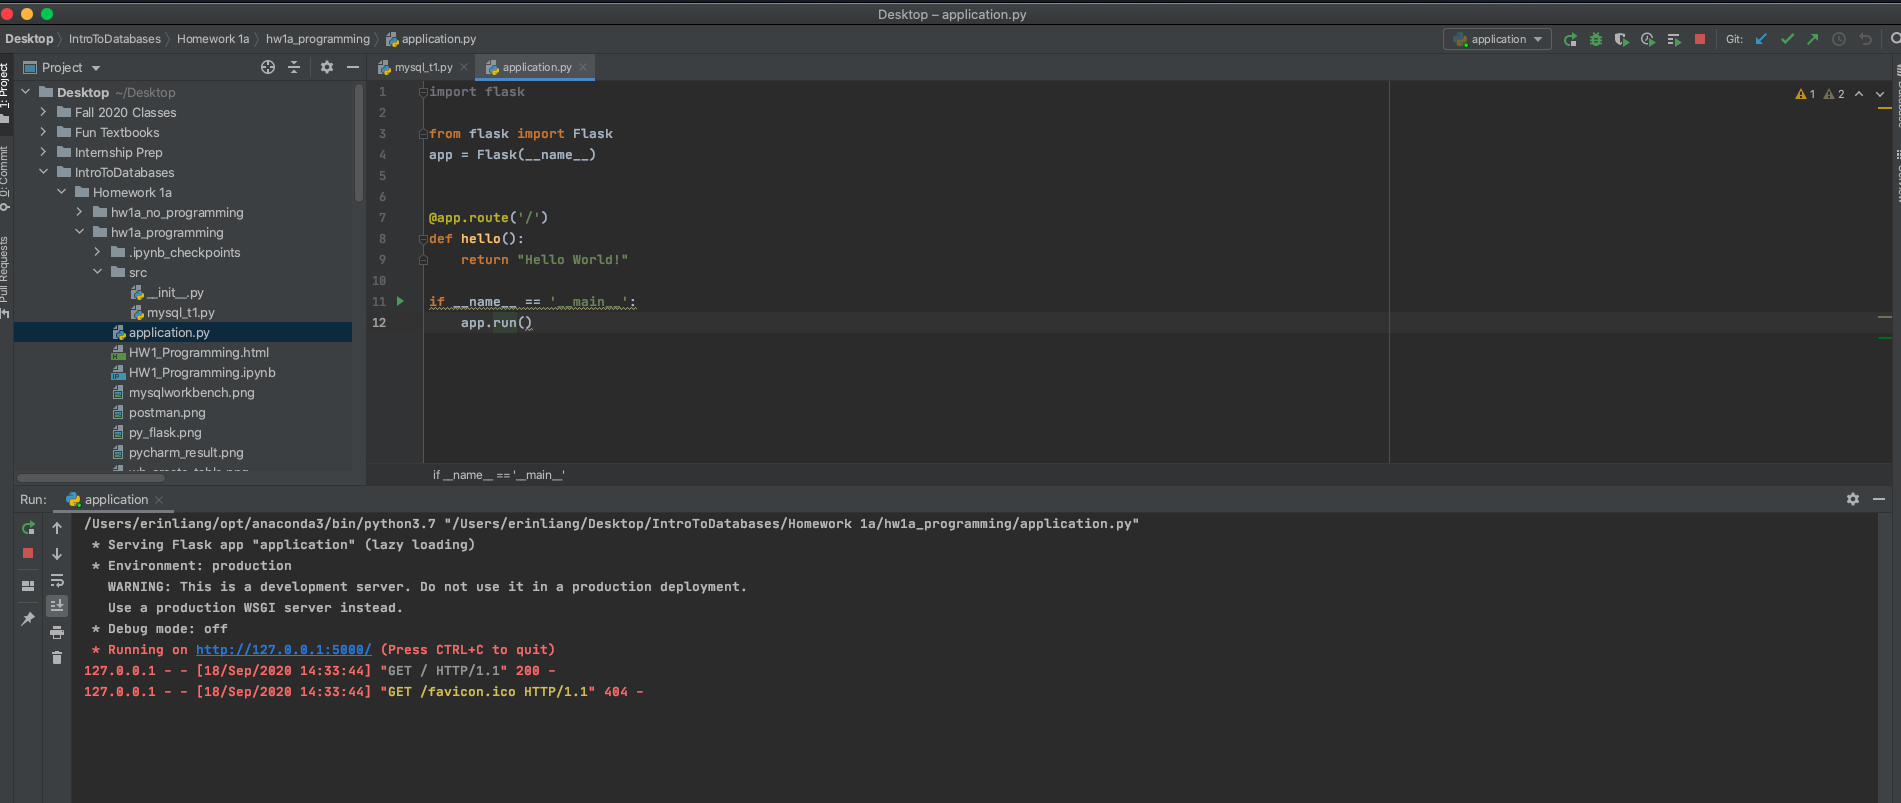 Desktop – application.py
Desktop 〉 IntroToDatabases 〉 Homework 1a 〉 hw1a_programming 〉 application.py
application
Git:
1: Project
0: Commit
Pull Requests
Project
mysql_t1.py
application.py
Desktop ~/Desktop
Fall 2020 Classes
Fun Textbooks
Internship Prep
IntroToDatabases
Homework 1a
hw1a_no_programming
hw1a_programming
.ipynb_checkpoints
src
__init__.py
mysql_t1.py
application.py
HW1_Programming.html
HW1_Programming.ipynb
mysqlworkbench.png
postman.png
py_flask.png
pycharm_result.png
1 import flask
2
3 from flask import Flask
4 app = Flask(__name__)
5
6
7 @app.route('/')
8 def hello():
9     return "Hello World!"
10
11 if __name__ == '__main__':
12     app.run()
1 2
if __name__ == '__main__'
Run: application
/Users/erinliang/opt/anaconda3/bin/python3.7 "/Users/erinliang/Desktop/IntroToDatabases/Homework 1a/hw1a_programming/application.py"
* Serving Flask app "application" (lazy loading)
* Environment: production
WARNING: This is a development server. Do not use it in a production deployment.
Use a production WSGI server instead.
* Debug mode: off
* Running on http://127.0.0.1:5000/ (Press CTRL+C to quit)
127.0.0.1 - - [18/Sep/2020 14:33:44] "GET / HTTP/1.1" 200 -
127.0.0.1 - - [18/Sep/2020 14:33:44] "GET /favicon.ico HTTP/1.1" 404 -